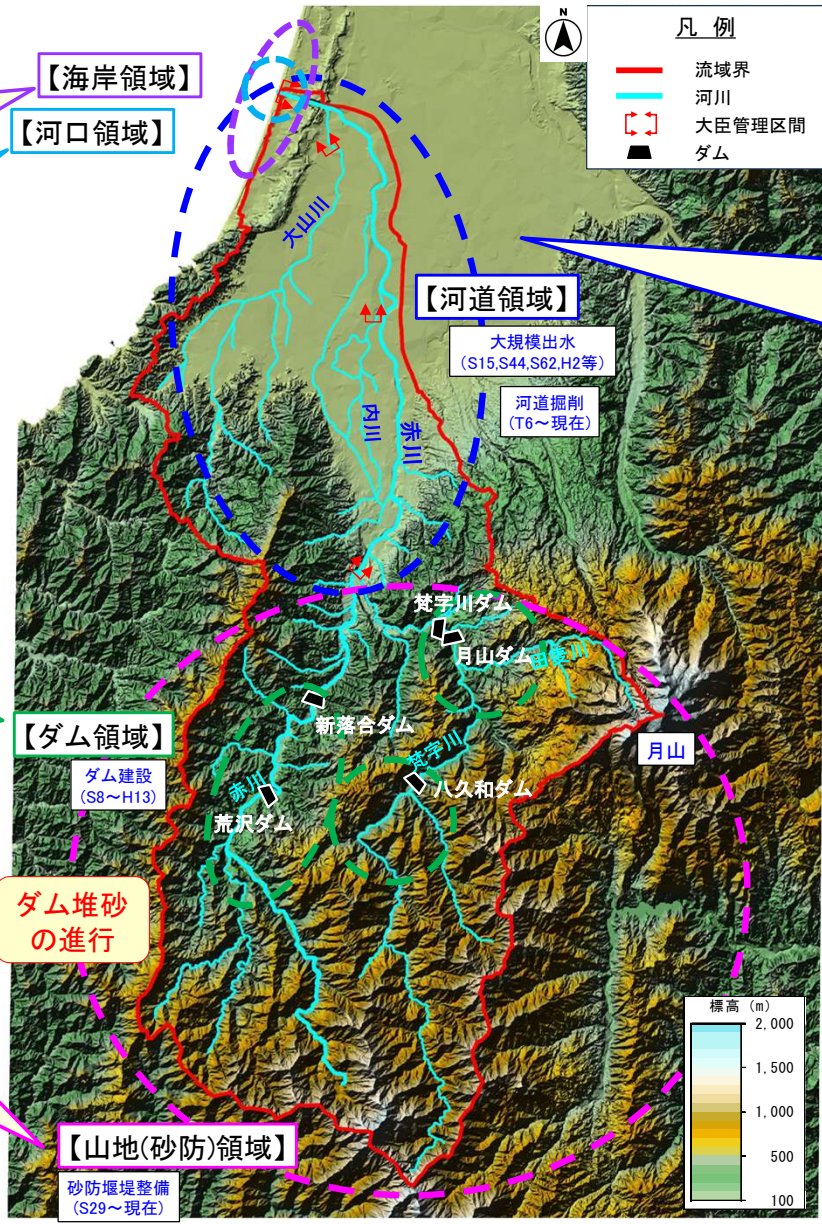 N
凡 例
流域界
河川
大臣管理区間
ダム
【海岸領域】
【河口領域】
大山川
【河道領域】
大規模出水
(S15,S44,S62,H2等)
河道掘削
(T6～現在)
内川
赤川
梵字川ダム
月山ダム
田麦川
月山
新落合ダム
【ダム領域】
ダム建設
(S8～H13)
梵字川
八久和ダム
赤川
荒沢ダム
ダム堆砂
の進行
【山地(砂防)領域】
砂防堰堤整備
(S29～現在)
標高 (m)
2,000
1,500
1,000
500
100